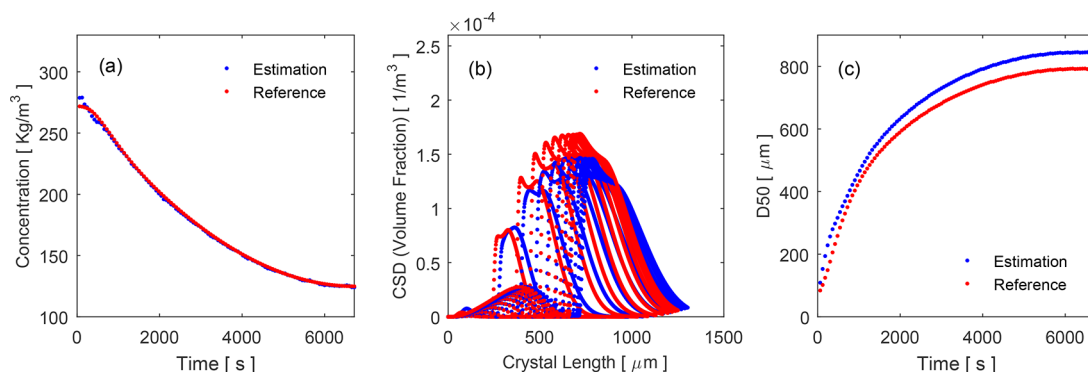 (a)
Estimation
Reference
Concentration [ Kg/m³ ]
300
250
200
150
100
0
2000
4000
6000
Time [ s ]
×10⁻⁴
(b)
Estimation
Reference
CSD (Volume Fraction) [ 1/m³ ]
2.5
2
1.5
1
0.5
0
0
500
1000
1500
Crystal Length [ μm ]
(c)
D50 [ μm ]
800
600
400
200
0
Estimation
Reference
0
2000
4000
6000
Time [ s ]